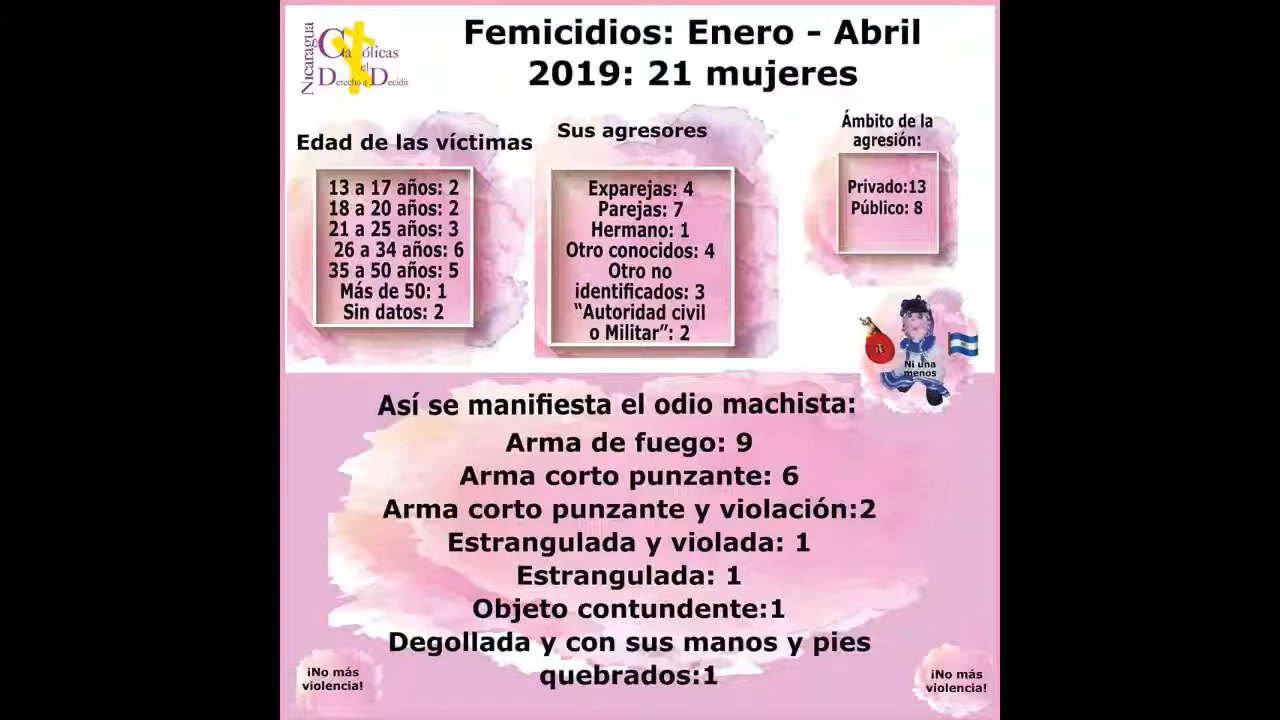 Nicaragua
Católicas
por el
Derecho a Decidir
Femicidios: Enero - Abril
2019: 21 mujeres
Edad de las víctimas
13 a 17 años: 2
18 a 20 años: 2
21 a 25 años: 3
26 a 34 años: 6
35 a 50 años: 5
Más de 50: 1
Sin datos: 2
Sus agresores
Exparejas: 4
Parejas: 7
Hermano: 1
Otro conocidos: 4
Otro no
identificados: 3
“Autoridad civil
o Militar”: 2
Ámbito de la
agresión:
Privado:13
Público: 8
Ni una
menos
Así se manifiesta el odio machista:
Arma de fuego: 9
Arma corto punzante: 6
Arma corto punzante y violación:2
Estrangulada y violada: 1
Estrangulada: 1
Objeto contundente:1
Degollada y con sus manos y pies
quebrados:1
¡No más
violencia!
¡No más
violencia!